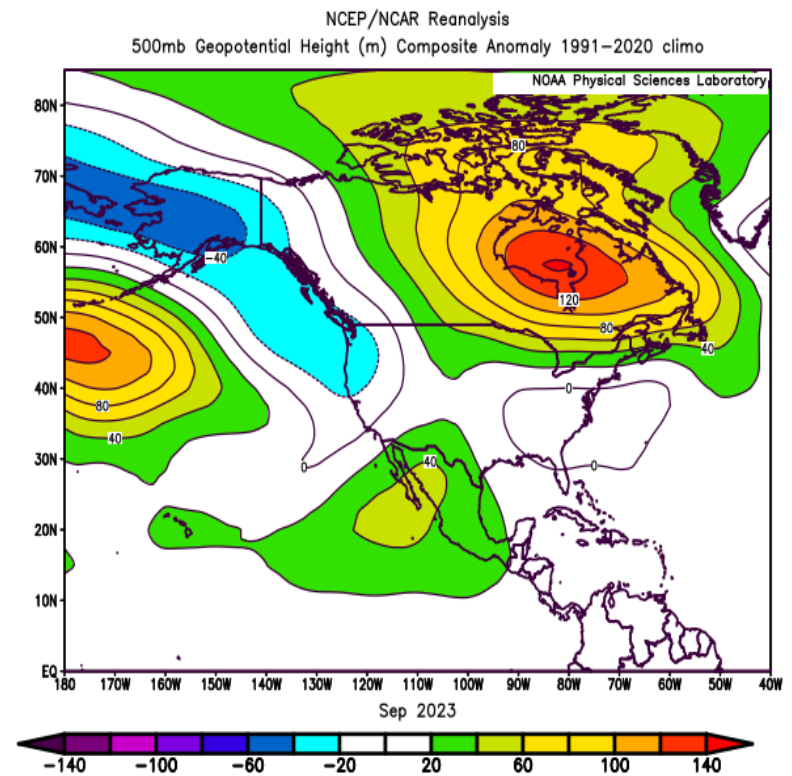 NCEP/NCAR Reanalysis
500mb Geopotential Height (m) Composite Anomaly 1991-2020 climo
NOAA Physical Sciences Laboratory
80N
80
70N
60N
-40
120
50N
80
40
40N
0
80
40
30N
0
40
0
20N
10N
EQ
180 170W 160W 150W 140W 130W 120W 110W 100W 90W 80W 70W 60W 50W 40W
Sep 2023
-140 -100 -60 -20 20 60 100 140